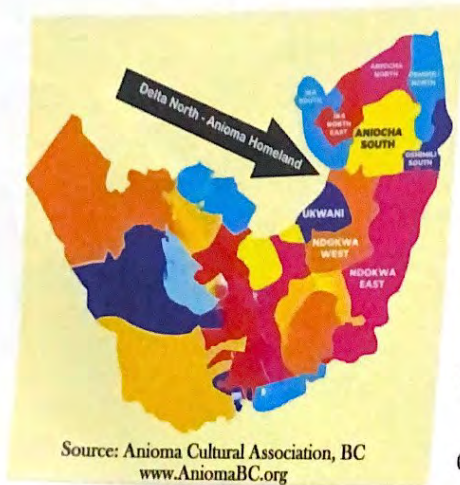 Delta North - Anioma Homeland
ANIOCHA
NORTH
OSHIMILI
NORTH
IKA
SOUTH
IKA
NORTH
EAST
ANIOCHA
SOUTH
OSHIMILI
SOUTH
UKWANI
NDOKWA
WEST
NDOKWA
EAST
Source: Anioma Cultural Association, BC
www.AniomaBC.org